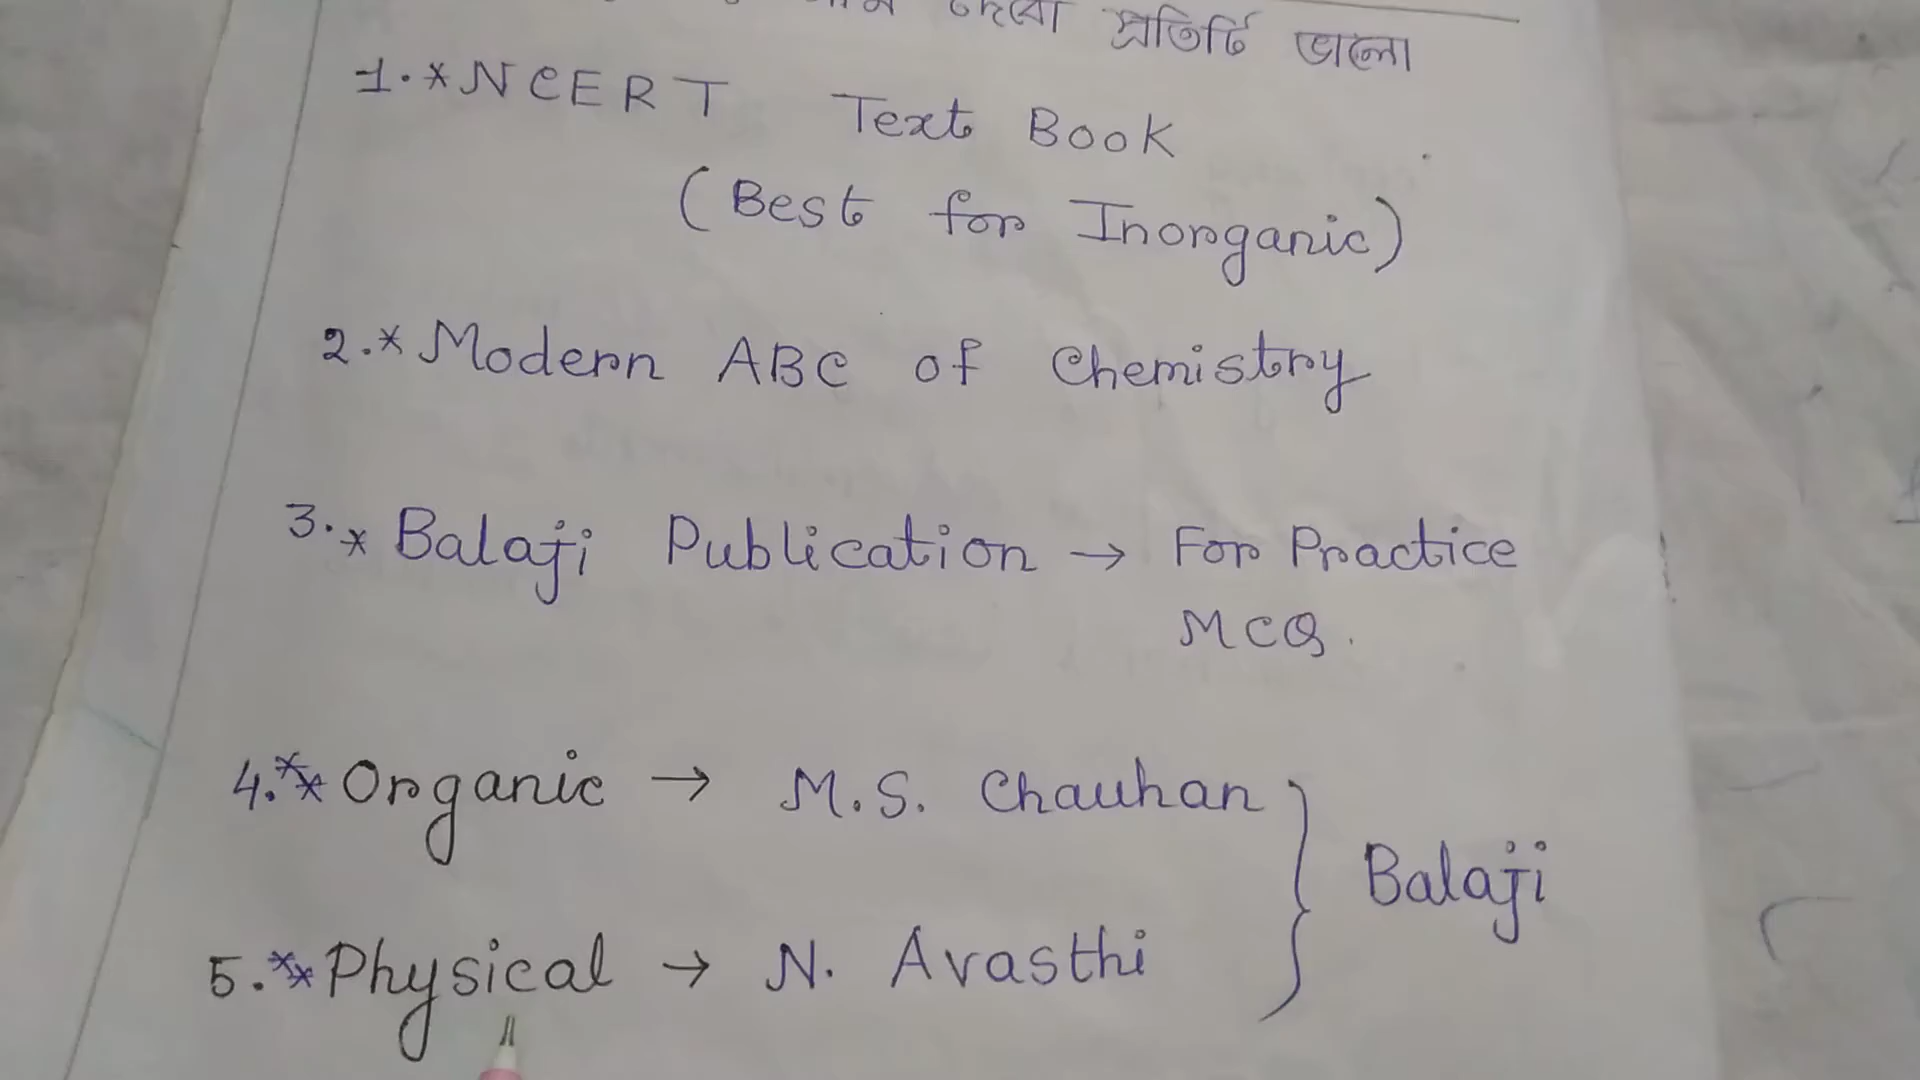 প্রতিটি ভালো
1.* NCERT Text Book
(Best for Inorganic)
2.* Modern ABC of Chemistry
3.* Balaji Publication → For Practice
MCQ.
4.** Organic → M.S. Chauhan
} Balaji
5.** Physical → N. Avasthi